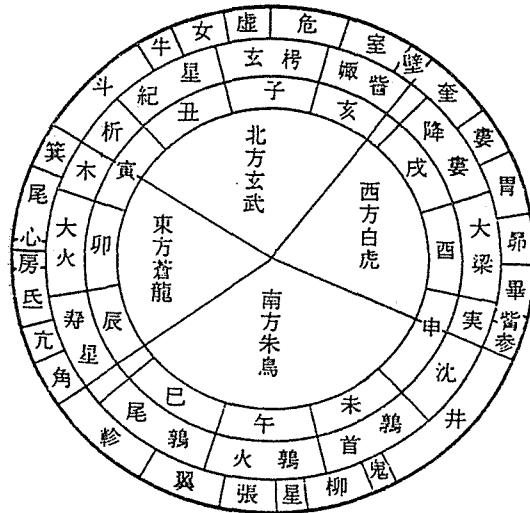 虚
危
室
壁
奎
婁
胃
昴
畢
觜
参
井
鬼
柳
星
張
翼
軫
角
亢
氐
房
心
尾
箕
斗
牛
女
玄枵
娵訾
降婁
大梁
実沈
鶉首
鶉火
鶉尾
寿星
大火
析木
星紀
子
亥
戌
酉
申
未
午
巳
辰
卯
寅
丑
北方玄武
西方白虎
南方朱鳥
東方蒼龍